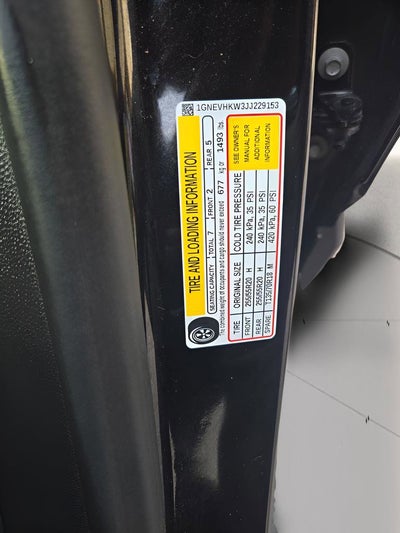 1GNEVHKW3JJ229153
TIRE AND LOADING INFORMATION
SEATING CAPACITY TOTAL 7 FRONT 2 REAR 5
The combined weight of occupants and cargo should never exceed 677 kg or 1493 lbs
TIRE ORIGINAL SIZE COLD TIRE PRESSURE
FRONT 255/55R20 H 240 kPa, 35 PSI
REAR 255/55R20 H 240 kPa, 35 PSI
SPARE T135/70R18 M 420 kPa, 60 PSI
SEE OWNER'S
MANUAL FOR
ADDITIONAL
INFORMATION